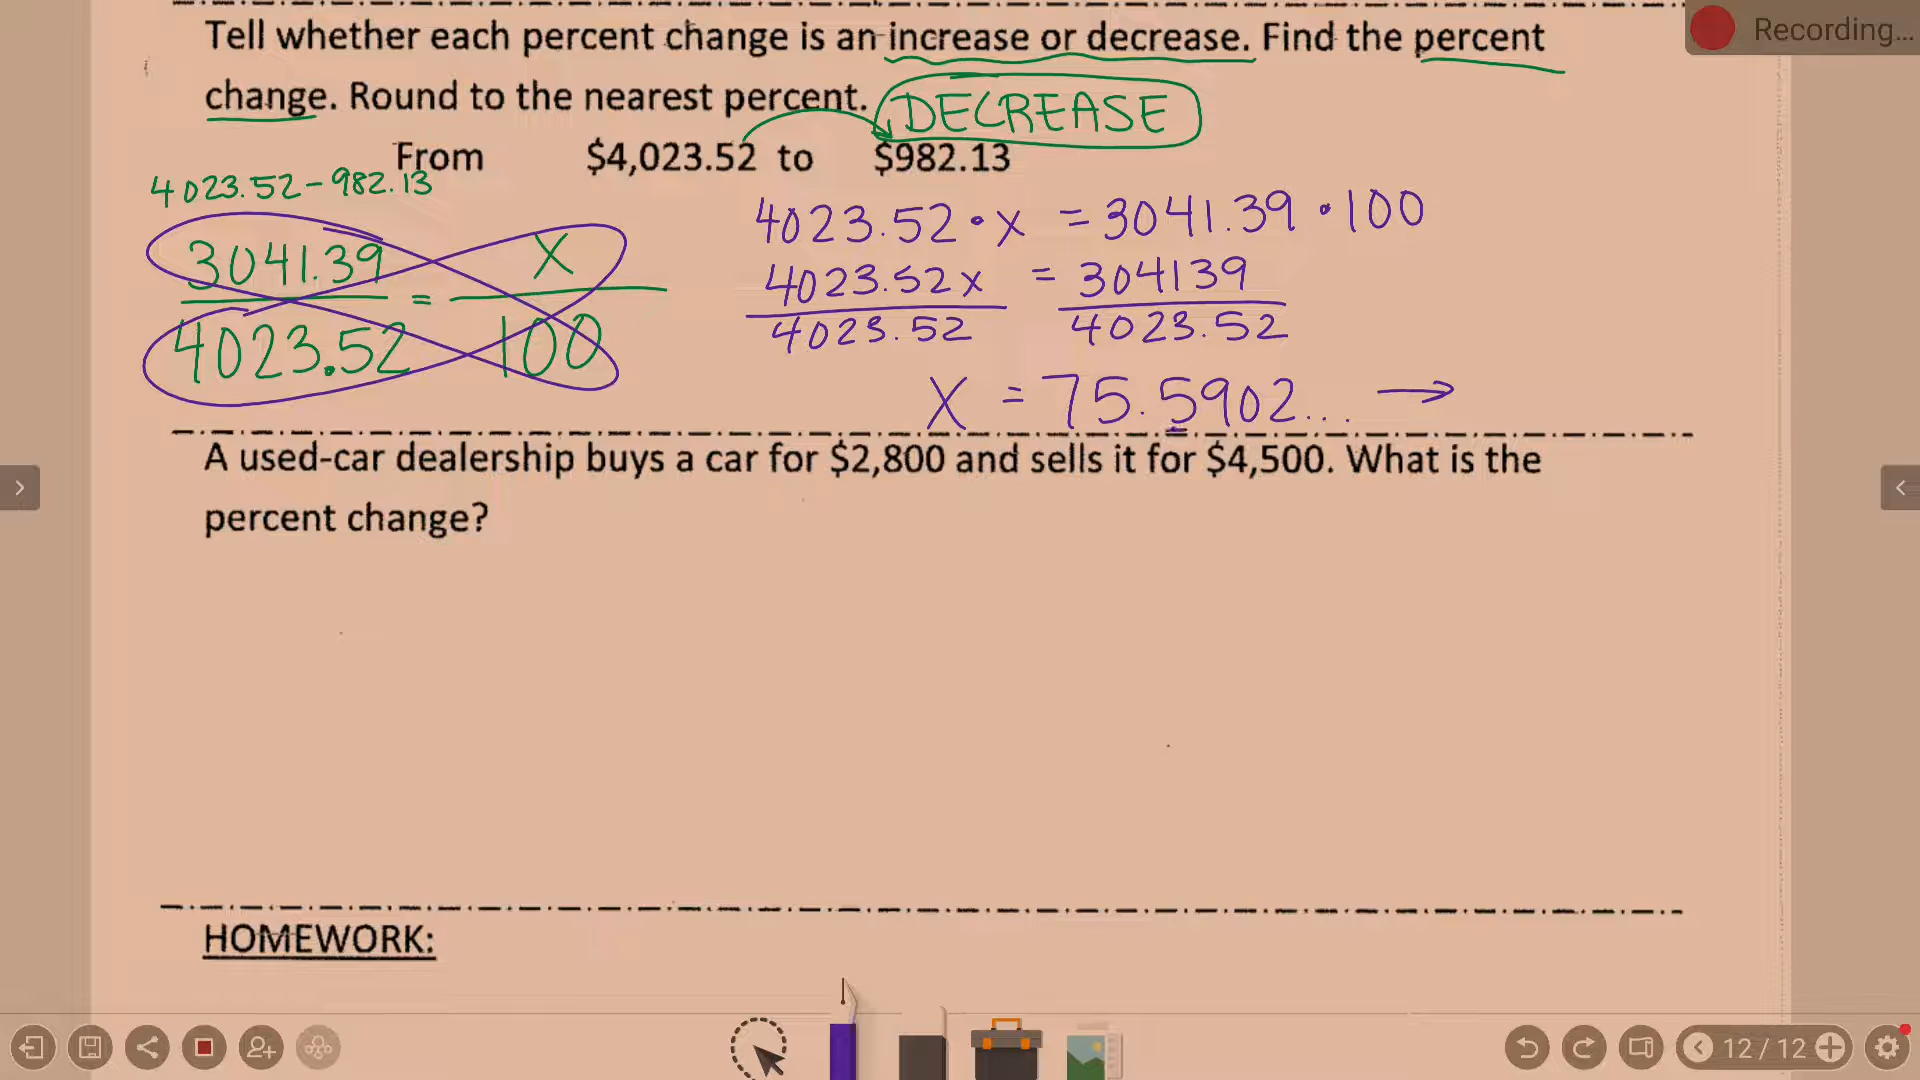 Recording...
Tell whether each percent change is an increase or decrease. Find the percent
change. Round to the nearest percent. DECREASE
From $4,023.52 to $982.13
4023.52 - 982.13
3041.39 / 4023.52 = X / 100
4023.52 • x = 3041.39 • 100
4023.52x = 304139
4023.52 4023.52
X = 75.5902... →
A used-car dealership buys a car for $2,800 and sells it for $4,500. What is the
percent change?
HOMEWORK:
12 / 12